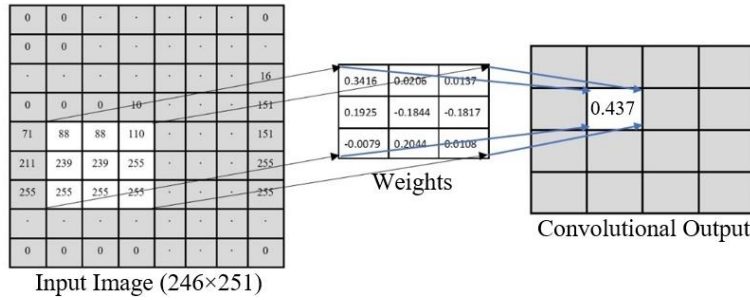 0 0 · · · · · 0
0 0 · · · · · ·
· · · · · · · 16
0 0 0 10 · · · 151
71 88 88 110 · · · 151
211 239 239 255 · · · 255
255 255 255 255 · · · 255
· · · · · · · ·
0 0 0 0 · · · 0
Input Image (246×251)
0.3416 0.0206 0.0137
0.1925 -0.1844 -0.1817
-0.0079 0.2044 0.0108
Weights
0.437
Convolutional Output